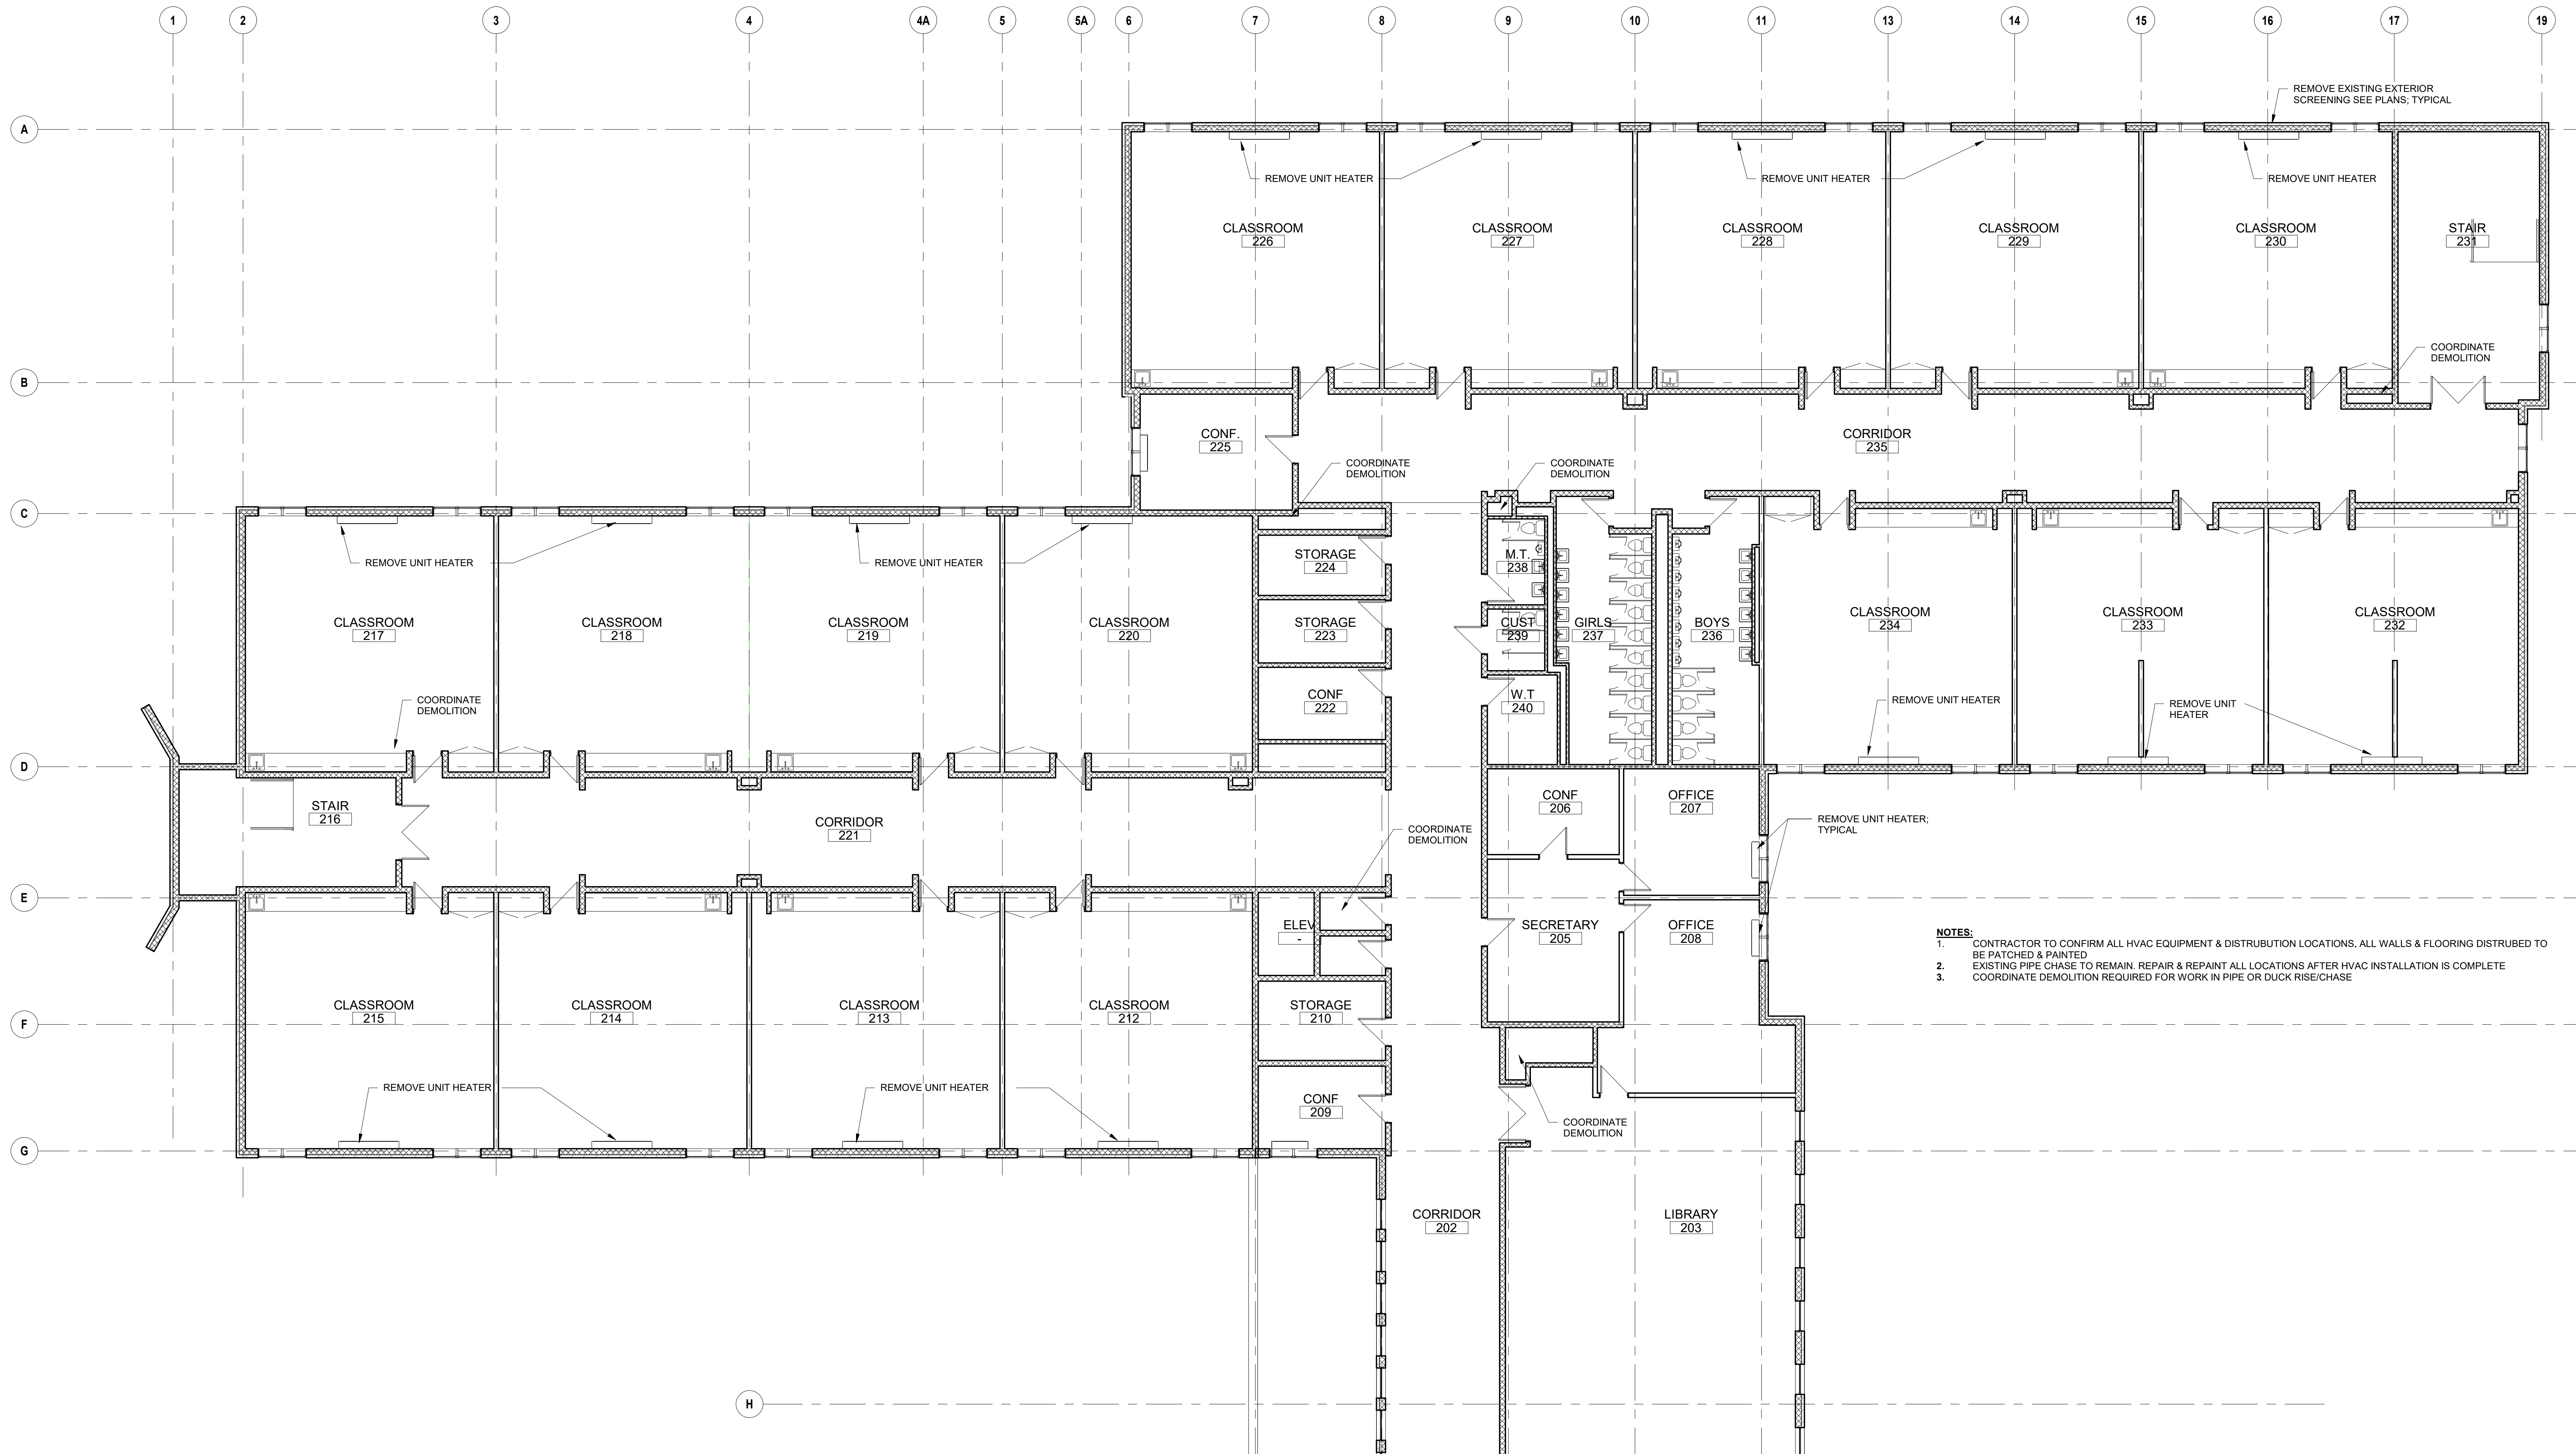 1
2
3
4
4A
5
5A
6
7
8
9
10
11
13
14
15
16
17
19
REMOVE EXISTING EXTERIOR
SCREENING SEE PLANS; TYPICAL
A
REMOVE UNIT HEATER
REMOVE UNIT HEATER
REMOVE UNIT HEATER
CLASSROOM
226
CLASSROOM
227
CLASSROOM
228
CLASSROOM
229
CLASSROOM
230
STAIR
231
COORDINATE
DEMOLITION
B
CONF.
225
CORRIDOR
235
COORDINATE
DEMOLITION
COORDINATE
DEMOLITION
C
REMOVE UNIT HEATER
REMOVE UNIT HEATER
STORAGE
224
M.T.
238
CLASSROOM
217
CLASSROOM
218
CLASSROOM
219
CLASSROOM
220
STORAGE
223
CUST
239
GIRLS
237
BOYS
236
CLASSROOM
234
CLASSROOM
233
CLASSROOM
232
COORDINATE
DEMOLITION
CONF
222
W.T
240
REMOVE UNIT HEATER
REMOVE UNIT
HEATER
D
STAIR
216
CORRIDOR
221
CONF
206
OFFICE
207
REMOVE UNIT HEATER;
TYPICAL
COORDINATE
DEMOLITION
E
ELEV
-
SECRETARY
205
OFFICE
208
NOTES:
1. CONTRACTOR TO CONFIRM ALL HVAC EQUIPMENT & DISTRUBUTION LOCATIONS, ALL WALLS & FLOORING DISTRUBED TO
BE PATCHED & PAINTED
2. EXISTING PIPE CHASE TO REMAIN. REPAIR & REPAINT ALL LOCATIONS AFTER HVAC INSTALLATION IS COMPLETE
3. COORDINATE DEMOLITION REQUIRED FOR WORK IN PIPE OR DUCK RISE/CHASE
CLASSROOM
215
CLASSROOM
214
CLASSROOM
213
CLASSROOM
212
STORAGE
210
F
REMOVE UNIT HEATER
REMOVE UNIT HEATER
CONF
209
COORDINATE
DEMOLITION
G
CORRIDOR
202
LIBRARY
203
H